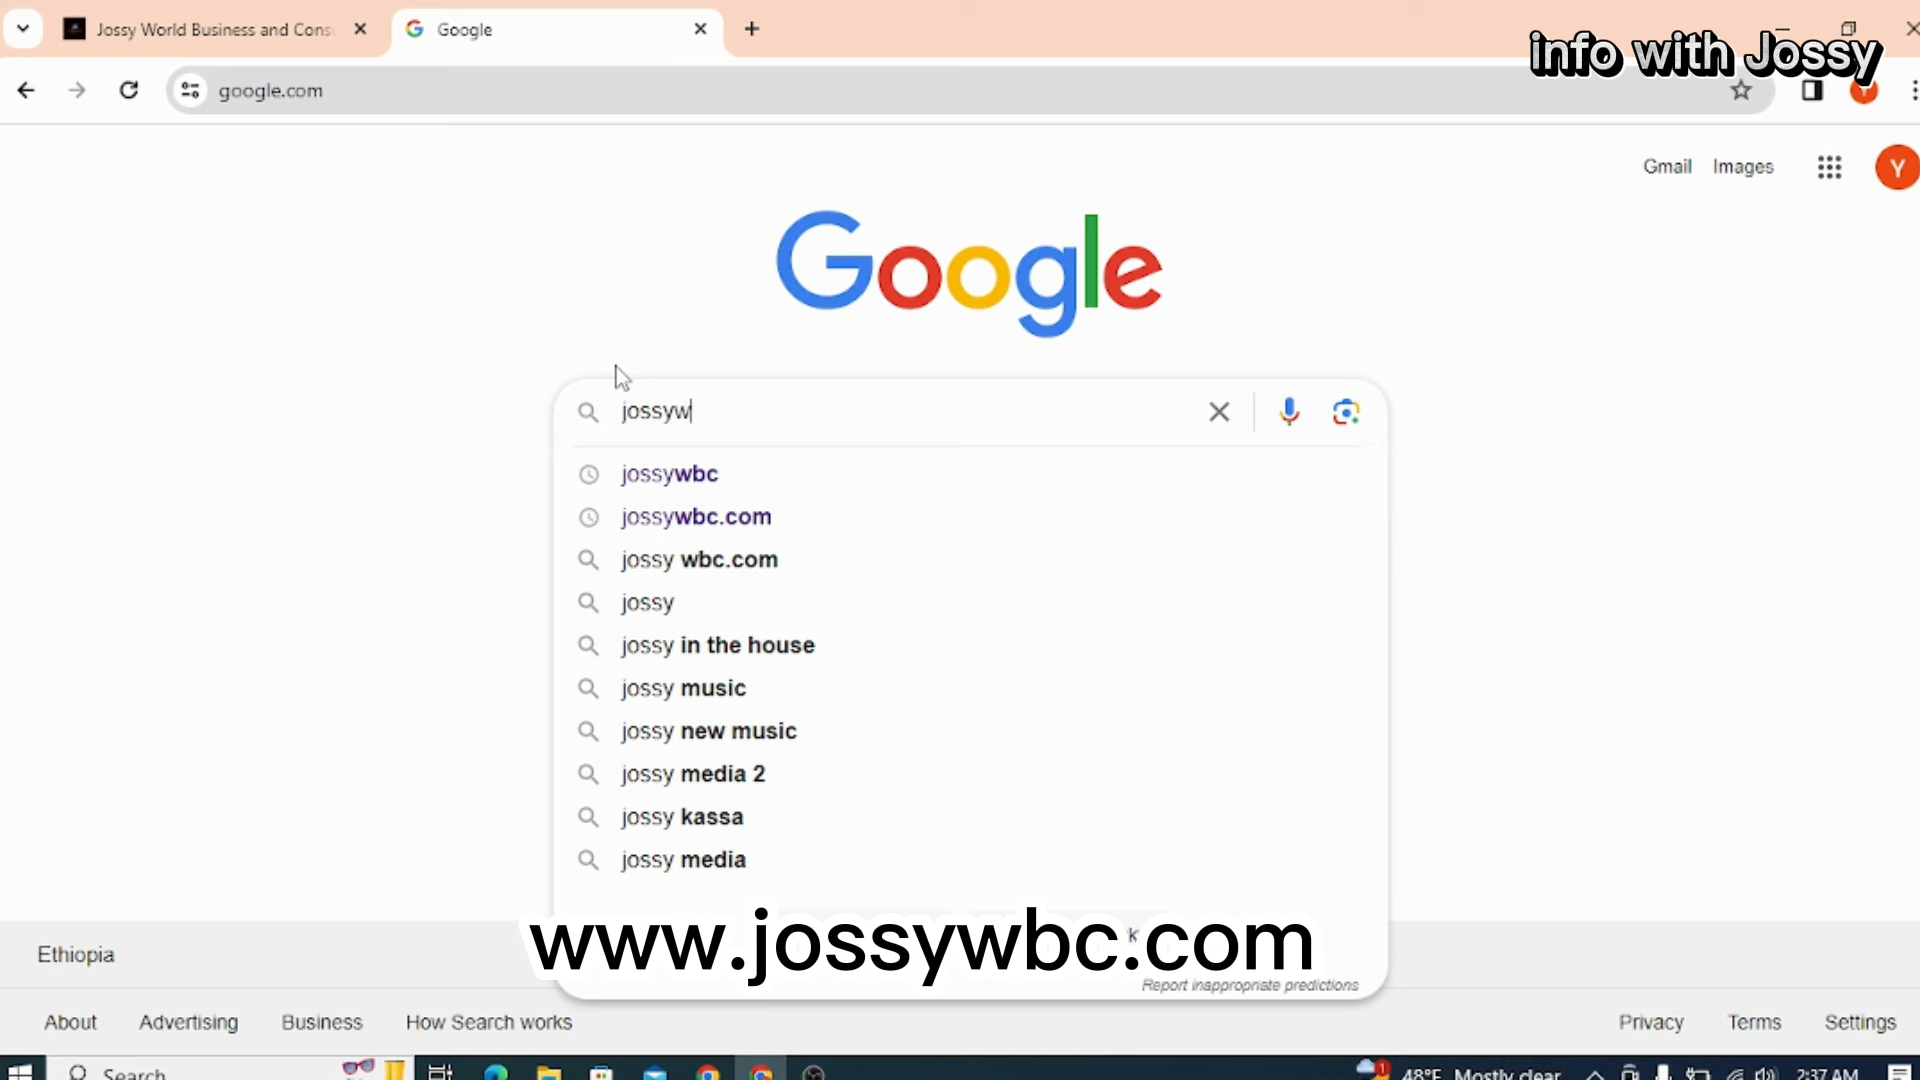 Jossy World Business and Cons
Google
info with Jossy
google.com
Gmail Images
Y
Google
jossyw
jossywbc
jossywbc.com
jossy wbc.com
jossy
jossy in the house
jossy music
jossy new music
jossy media 2
jossy kassa
jossy media
www.jossywbc.com
Report inappropriate predictions
Ethiopia
About Advertising Business How Search works
Privacy Terms Settings
Search
1
48°F Mostly clear
2:37 AM